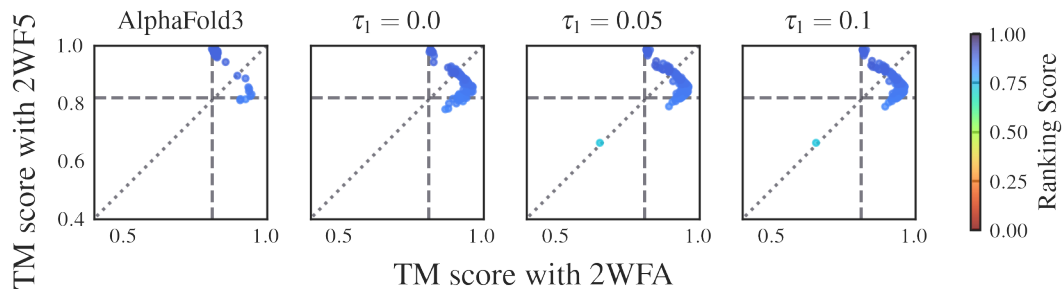 AlphaFold3
τ₁ = 0.0
τ₁ = 0.05
τ₁ = 0.1
TM score with 2WF5
1.0
0.8
0.6
0.4
0.5 1.0
0.5 1.0
0.5 1.0
0.5 1.0
TM score with 2WFA
1.00
0.75
0.50
0.25
0.00
Ranking Score